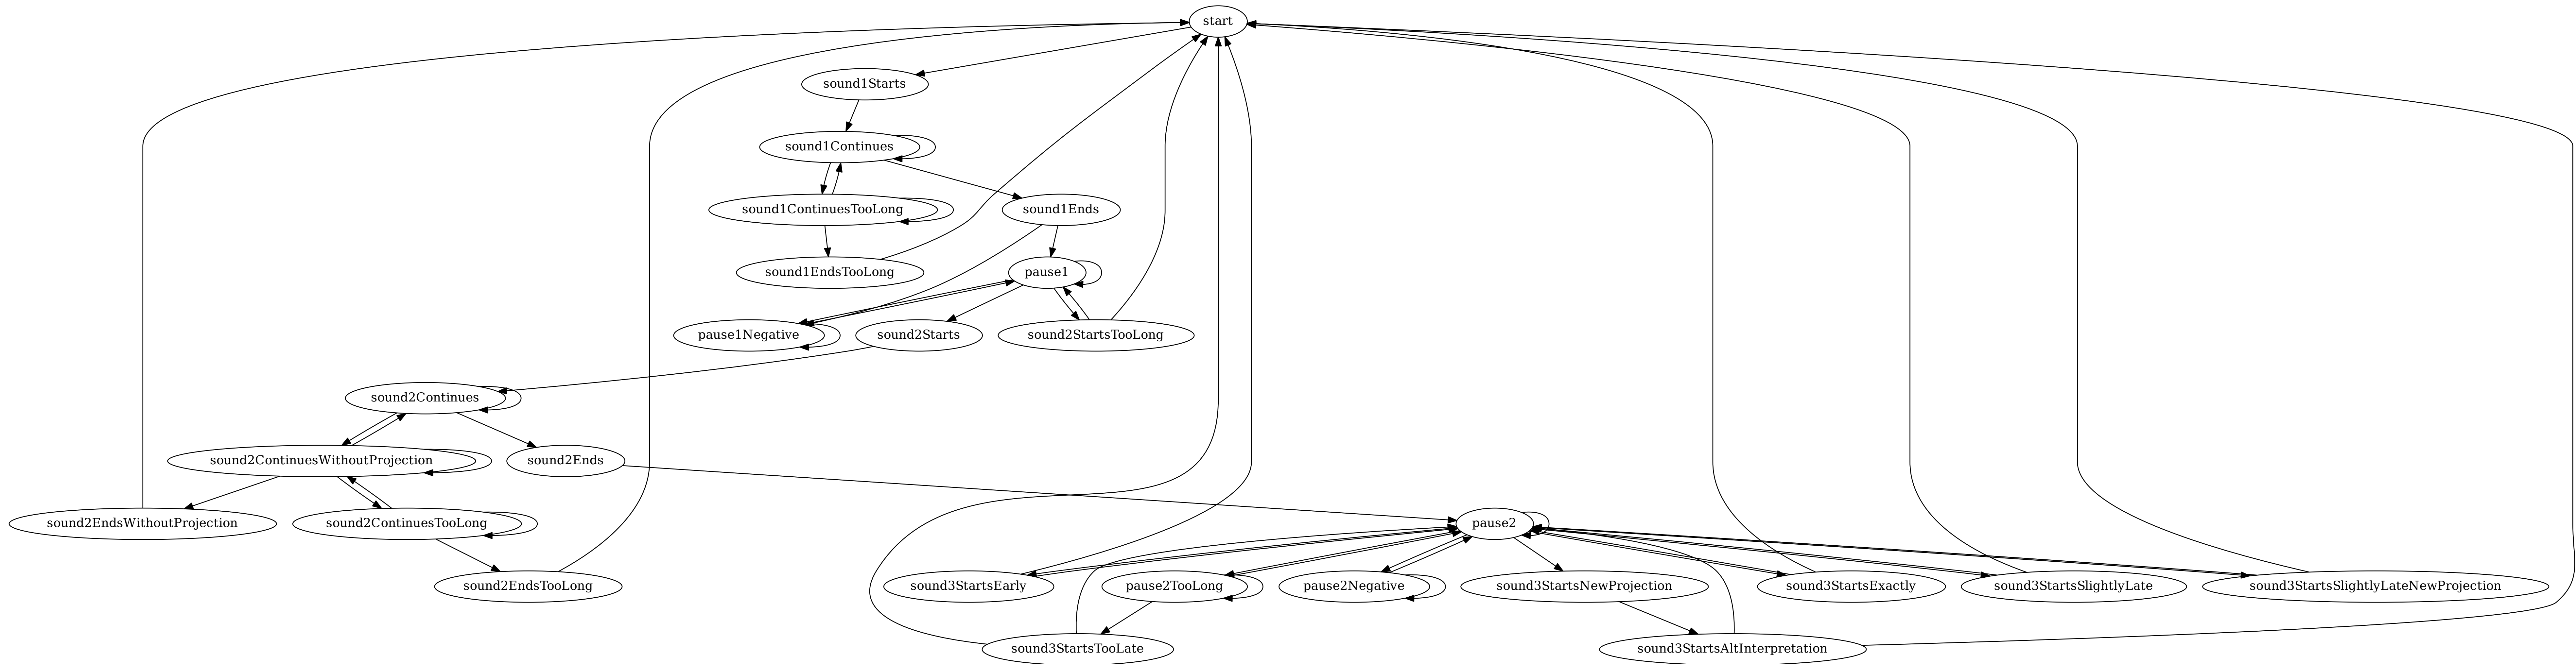 start
sound1Starts
sound1Continues
sound1ContinuesTooLong
sound1Ends
sound1EndsTooLong
pause1
pause1Negative
sound2Starts
sound2StartsTooLong
sound2Continues
sound2ContinuesWithoutProjection
sound2Ends
sound2EndsWithoutProjection
sound2ContinuesTooLong
pause2
sound2EndsTooLong
sound3StartsEarly
pause2TooLong
pause2Negative
sound3StartsNewProjection
sound3StartsExactly
sound3StartsSlightlyLate
sound3StartsSlightlyLateNewProjection
sound3StartsTooLate
sound3StartsAltInterpretation